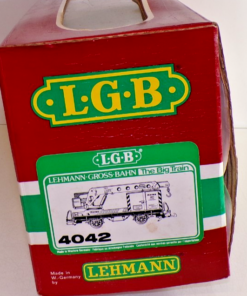 L·G·B
L·G·B
LEHMANN·GROSS·BAHN The Big Train
4042
Made in
W. Germany
by
LEHMANN